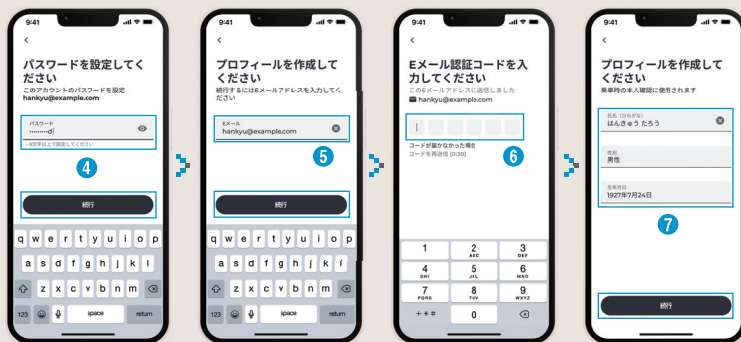 9:41
パスワードを設定してく
ださい
このアカウントのパスワードを設定
hankyu@example.com
パスワード
•••••••••d
・8文字以上で設定してください
4
続行
q w e r t y u i o p
a s d f g h j k l
z x c v b n m
123 space return
9:41
プロフィールを作成して
ください
続行するにはEメールアドレスを入力してく
ださい
Eメール
hankyu@example.com
5
続行
q w e r t y u i o p
a s d f g h j k l
z x c v b n m
123 space return
9:41
Eメール認証コードを入
力してください
このEメールアドレスに送信しました
hankyu@example.com
6
コードが届かなかった場合
コードを再送信 (0:30)
1 2 3
ABC DEF
4 5 6
GHI JKL MNO
7 8 9
PQRS TUV WXYZ
+*# 0
9:41
プロフィールを作成して
ください
乗車時の本人確認に使用されます
氏名 (ひらがな)
はんきゅう たろう
性別
男性
生年月日
1927年7月24日
7
続行